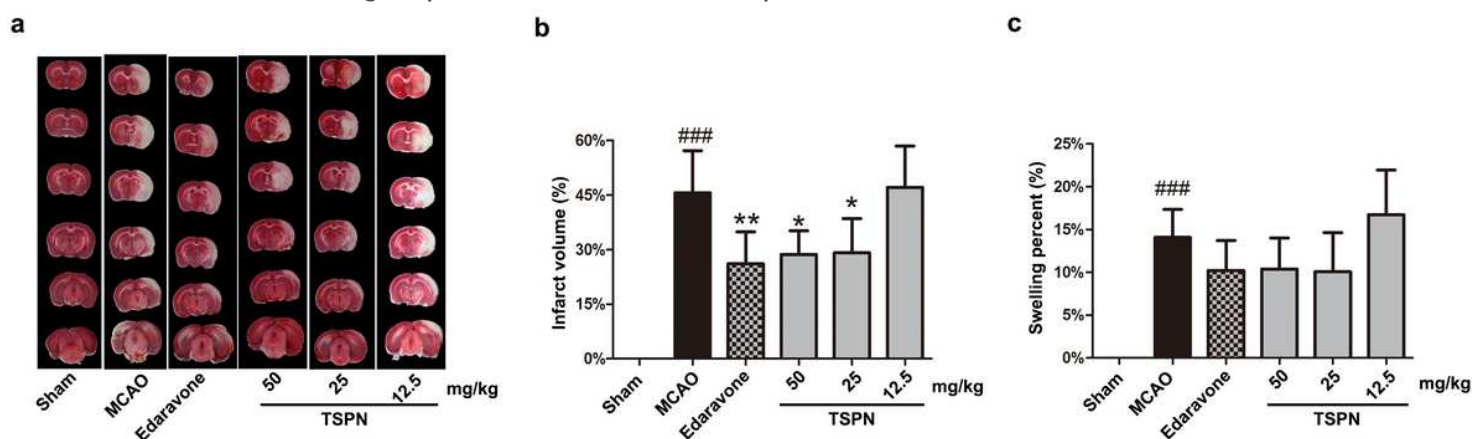 a
Sham
MCAO
Edaravone
50
25
12.5
mg/kg
TSPN
b
Infarct volume (%)
60%
45%
30%
15%
0%
###
**
*
*
Sham
MCAO
Edaravone
50
25
12.5
mg/kg
TSPN
c
Swelling percent (%)
25%
20%
15%
10%
5%
0%
###
Sham
MCAO
Edaravone
50
25
12.5
mg/kg
TSPN